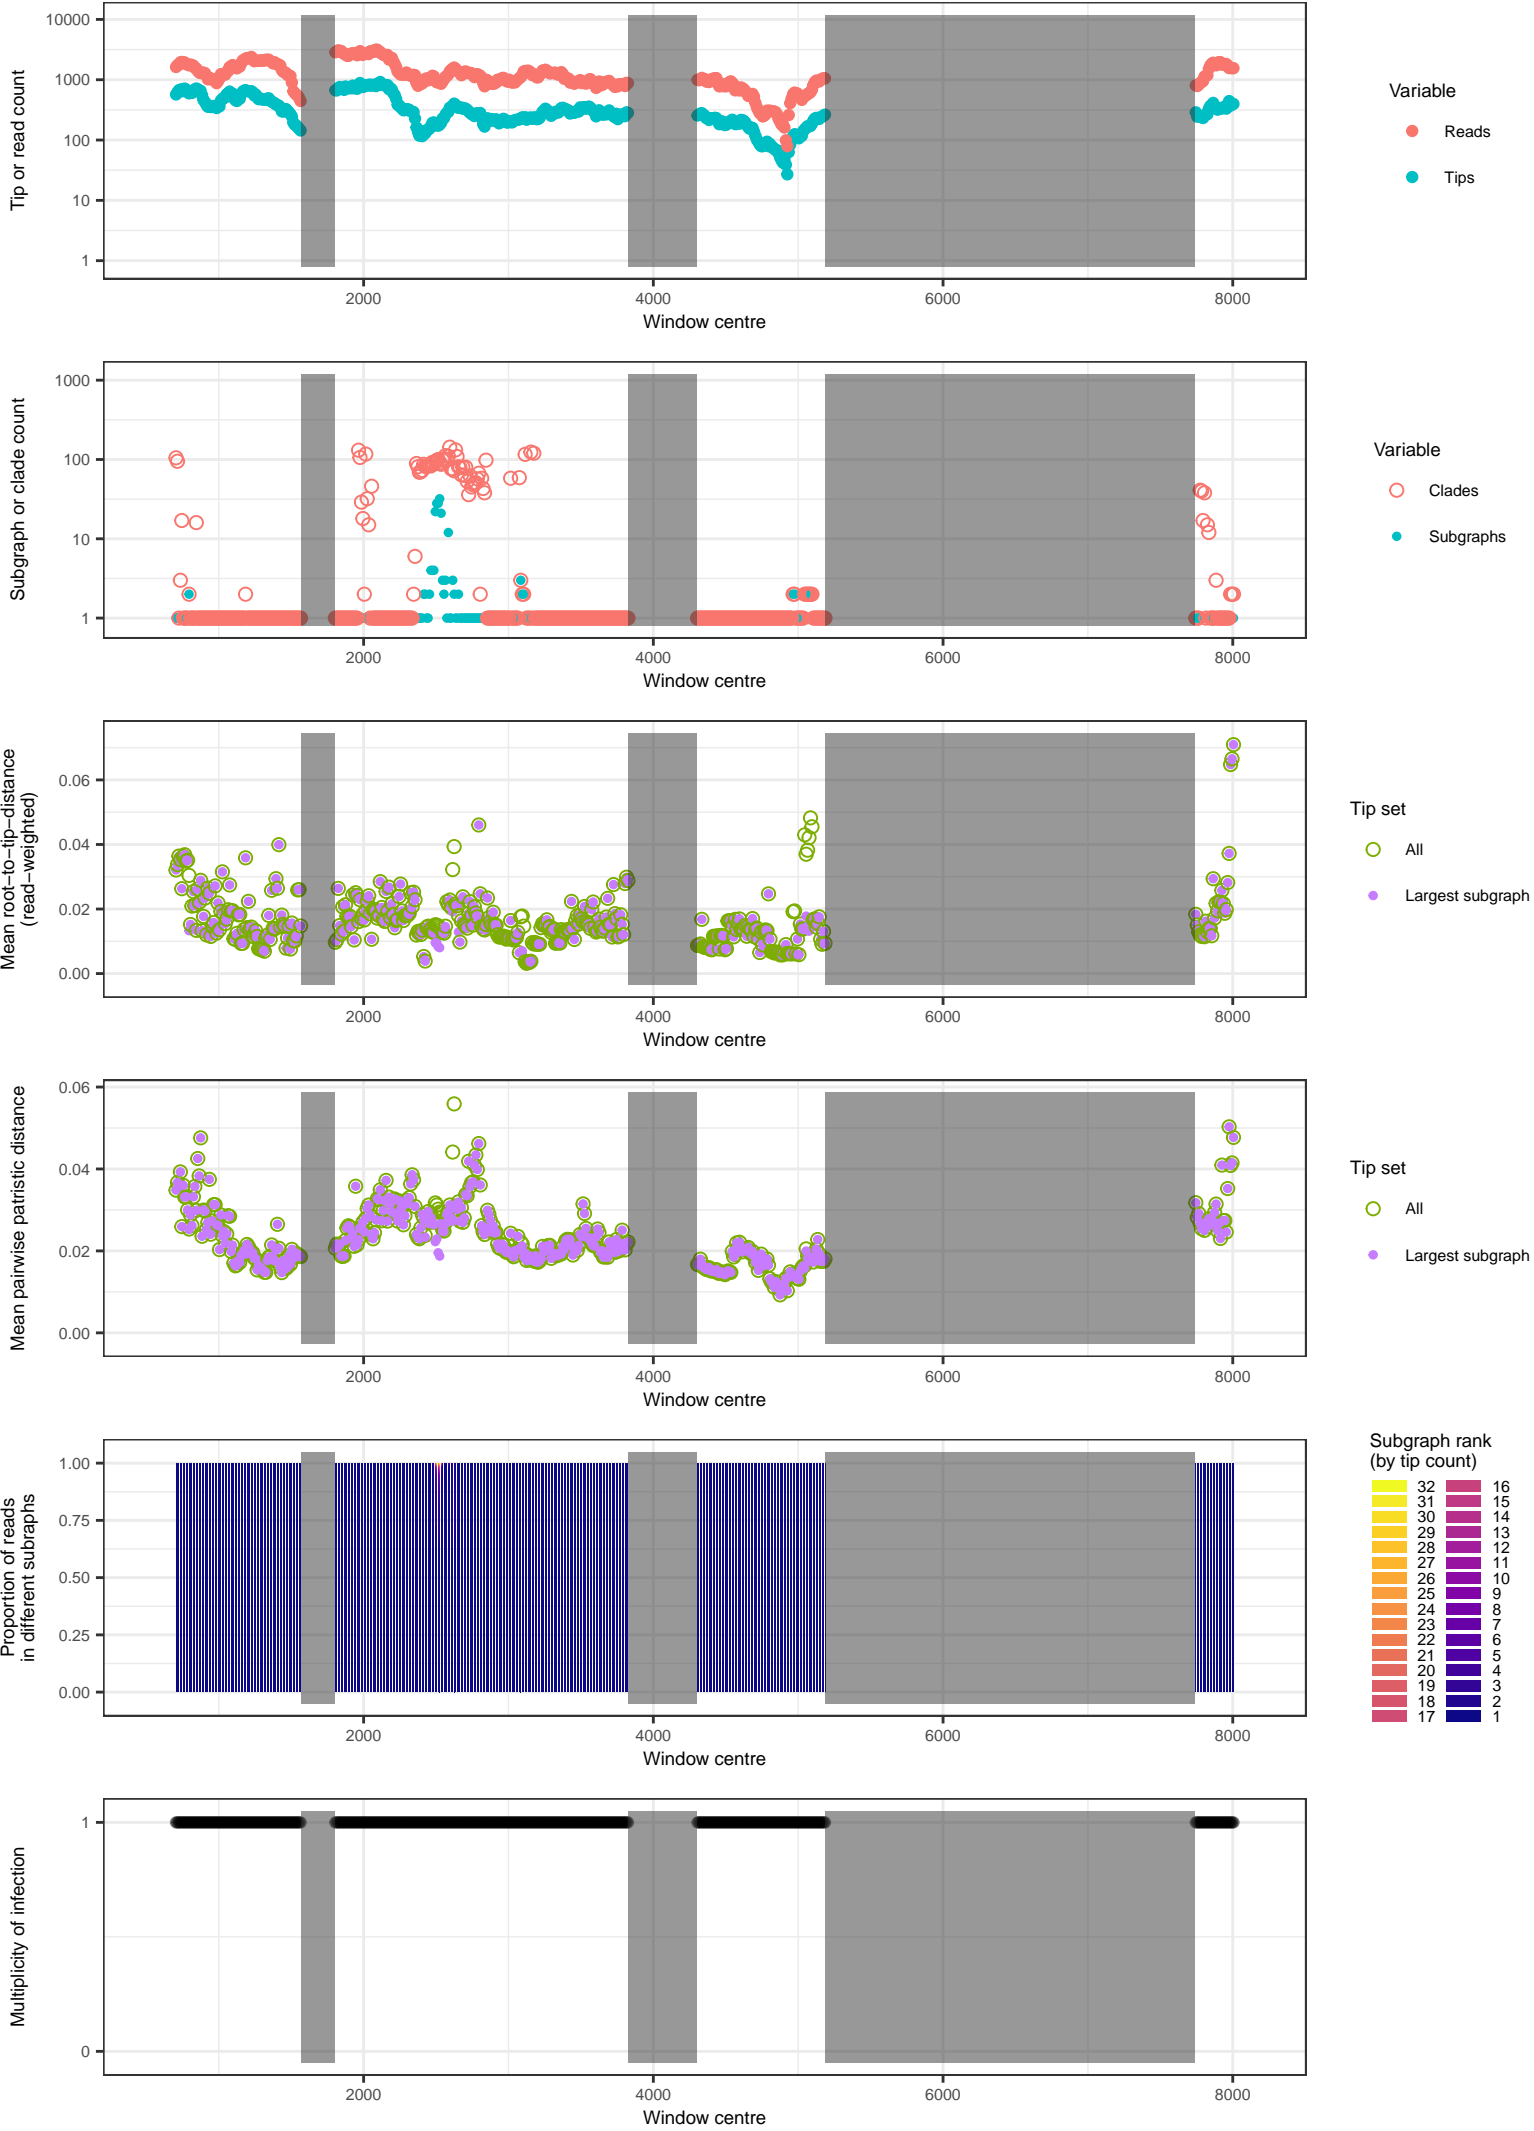 10000
1000
100
10
1
Tip or read count
2000
4000
6000
8000
Window centre
Variable
Reads
Tips
1000
100
10
1
Subgraph or clade count
2000
4000
6000
8000
Window centre
Variable
Clades
Subgraphs
0.06
0.04
0.02
0.00
Mean root−to−tip−distance
(read−weighted)
2000
4000
6000
8000
Window centre
Tip set
All
Largest subgraph
0.06
0.04
0.02
0.00
Mean pairwise patristic distance
2000
4000
6000
8000
Window centre
Tip set
All
Largest subgraph
1.00
0.75
0.50
0.25
0.00
Proportion of reads
in different subraphs
2000
4000
6000
8000
Window centre
Subgraph rank
(by tip count)
32 16
31 15
30 14
29 13
28 12
27 11
26 10
25 9
24 8
23 7
22 6
21 5
20 4
19 3
18 2
17 1
1
0
Multiplicity of infection
2000
4000
6000
8000
Window centre